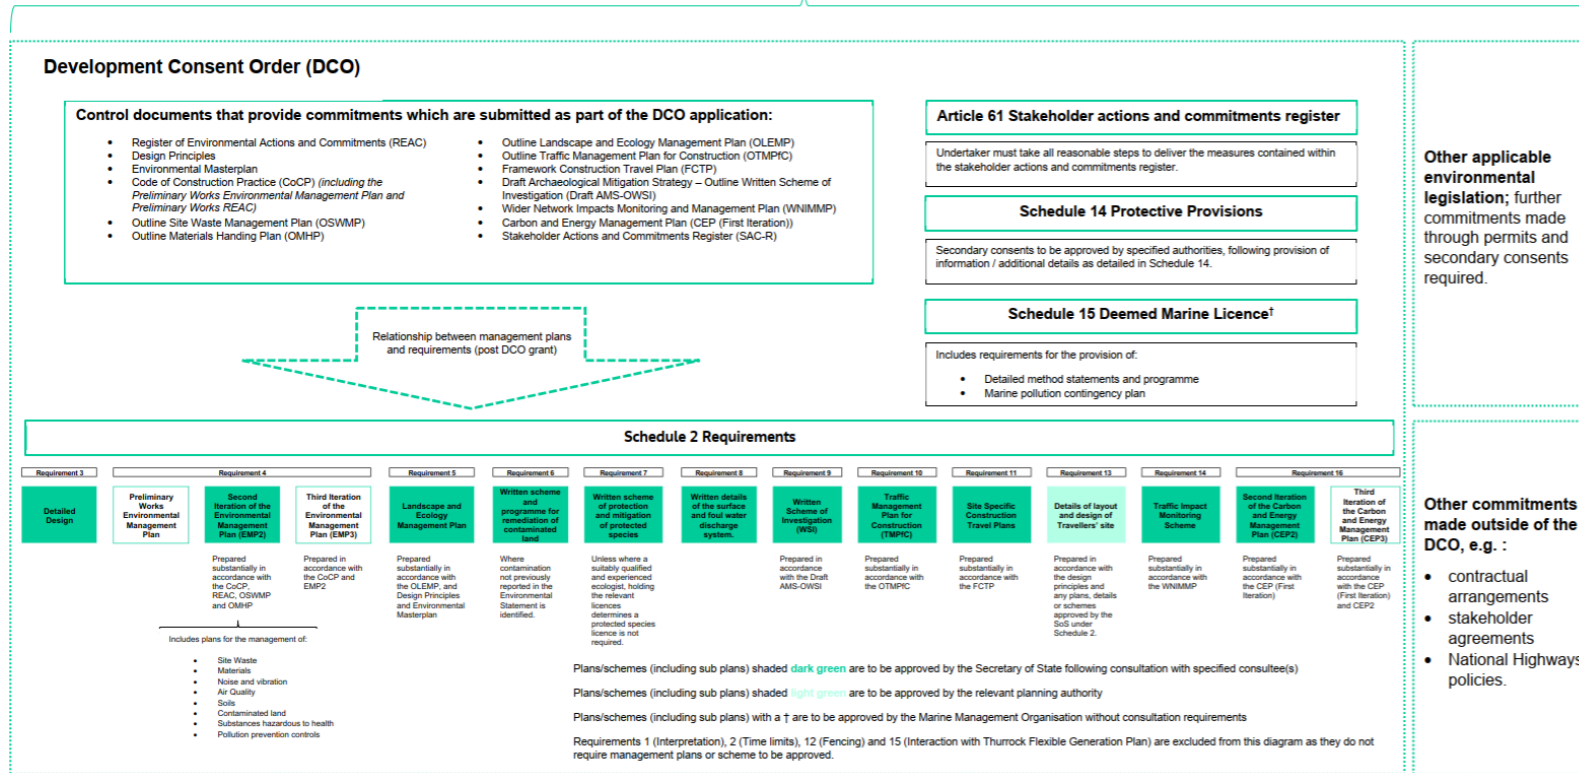 Development Consent Order (DCO)
Control documents that provide commitments which are submitted as part of the DCO application:
• Register of Environmental Actions and Commitments (REAC)
• Design Principles
• Environmental Masterplan
• Code of Construction Practice (CoCP) (including the
Preliminary Works Environmental Management Plan and
Preliminary Works REAC)
• Outline Site Waste Management Plan (OSWMP)
• Outline Materials Handing Plan (OMHP)
• Outline Landscape and Ecology Management Plan (OLEMP)
• Outline Traffic Management Plan for Construction (OTMPfC)
• Framework Construction Travel Plan (FCTP)
• Draft Archaeological Mitigation Strategy – Outline Written Scheme of
Investigation (Draft AMS-OWSI)
• Wider Network Impacts Monitoring and Management Plan (WNIMMP)
• Carbon and Energy Management Plan (CEP (First Iteration))
• Stakeholder Actions and Commitments Register (SAC-R)
Article 61 Stakeholder actions and commitments register
Undertaker must take all reasonable steps to deliver the measures contained within
the stakeholder actions and commitments register.
Schedule 14 Protective Provisions
Secondary consents to be approved by specified authorities, following provision of
information / additional details as detailed in Schedule 14.
Schedule 15 Deemed Marine Licence†
Includes requirements for the provision of:
• Detailed method statements and programme
• Marine pollution contingency plan
Other applicable
environmental
legislation; further
commitments made
through permits and
secondary consents
required.
Relationship between management plans
and requirements (post DCO grant)
Schedule 2 Requirements
Requirement 3
Detailed
Design
Requirement 4
Preliminary
Works
Environmental
Management
Plan
Second
Iteration of the
Environmental
Management
Plan (EMP2)
Prepared
substantially in
accordance with
the CoCP,
REAC, OSWMP
and OMHP
Third Iteration
of the
Environmental
Management
Plan (EMP3)
Prepared in
accordance with
the CoCP and
EMP2
Includes plans for the management of:
• Site Waste
• Materials
• Noise and vibration
• Air Quality
• Soils
• Contaminated land
• Substances hazardous to health
• Pollution prevention controls
Requirement 5
Landscape and
Ecology
Management Plan
Prepared
substantially in
accordance with
the OLEMP, and
Design Principles
and Environmental
Masterplan
Requirement 6
Written scheme
and
programme for
remediation of
contaminated
land
Where
contamination
not previously
reported in the
Environmental
Statement is
identified.
Requirement 7
Written scheme
of protection
and mitigation
of protected
species
Unless where a
suitably qualified
and experienced
ecologist, holding
the relevant
licences
determines a
protected species
licence is not
required.
Requirement 8
Written details
of the surface
and foul water
discharge
system.
Requirement 9
Written
Scheme of
Investigation
(WSI)
Prepared in
accordance
with the Draft
AMS-OWSI
Requirement 10
Traffic
Management
Plan for
Construction
(TMPfC)
Prepared
substantially in
accordance with
the OTMPfC
Requirement 11
Site Specific
Construction
Travel Plans
Prepared
substantially in
accordance with
the FCTP
Requirement 13
Details of layout
and design of
Travellers' site
Prepared in
accordance with
the design
principles and
any plans, details
or schemes
approved by the
SoS under
Schedule 2.
Requirement 14
Traffic Impact
Monitoring
Scheme
Prepared
substantially in
accordance with
the WNIMMP
Requirement 16
Second Iteration
of the Carbon
and Energy
Management
Plan (CEP2)
Prepared
substantially in
accordance with
the CEP (First
Iteration)
Third
Iteration of
the Carbon
and Energy
Management
Plan (CEP3)
Prepared
substantially
in accordance
with the CEP
(First Iteration)
and CEP2
Plans/schemes (including sub plans) shaded dark green are to be approved by the Secretary of State following consultation with specified consultee(s)
Plans/schemes (including sub plans) shaded light green are to be approved by the relevant planning authority
Plans/schemes (including sub plans) with a † are to be approved by the Marine Management Organisation without consultation requirements
Requirements 1 (Interpretation), 2 (Time limits), 12 (Fencing) and 15 (Interaction with Thurrock Flexible Generation Plan) are excluded from this diagram as they do not
require management plans or scheme to be approved.
Other commitments
made outside of the
DCO, e.g. :
• contractual
arrangements
• stakeholder
agreements
• National Highways
policies.